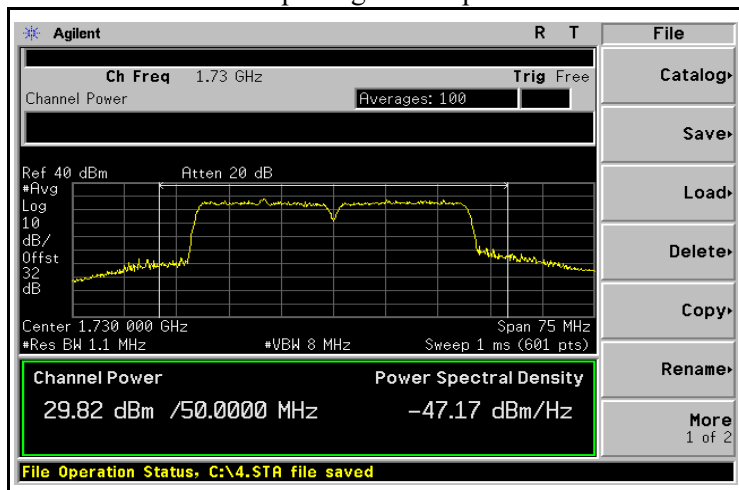 Agilent R T File
Ch Freq 1.73 GHz Trig Free
Channel Power Averages: 100
Catalog
Save
Ref 40 dBm Atten 20 dB
#Avg
Log
10
dB/
Offst
32
dB
Load
Delete
Copy
Center 1.730 000 GHz Span 75 MHz
#Res BW 1.1 MHz #VBW 8 MHz Sweep 1 ms (601 pts)
Channel Power Power Spectral Density
29.82 dBm /50.0000 MHz -47.17 dBm/Hz
Rename
More
1 of 2
File Operation Status, C:\4.STA file saved